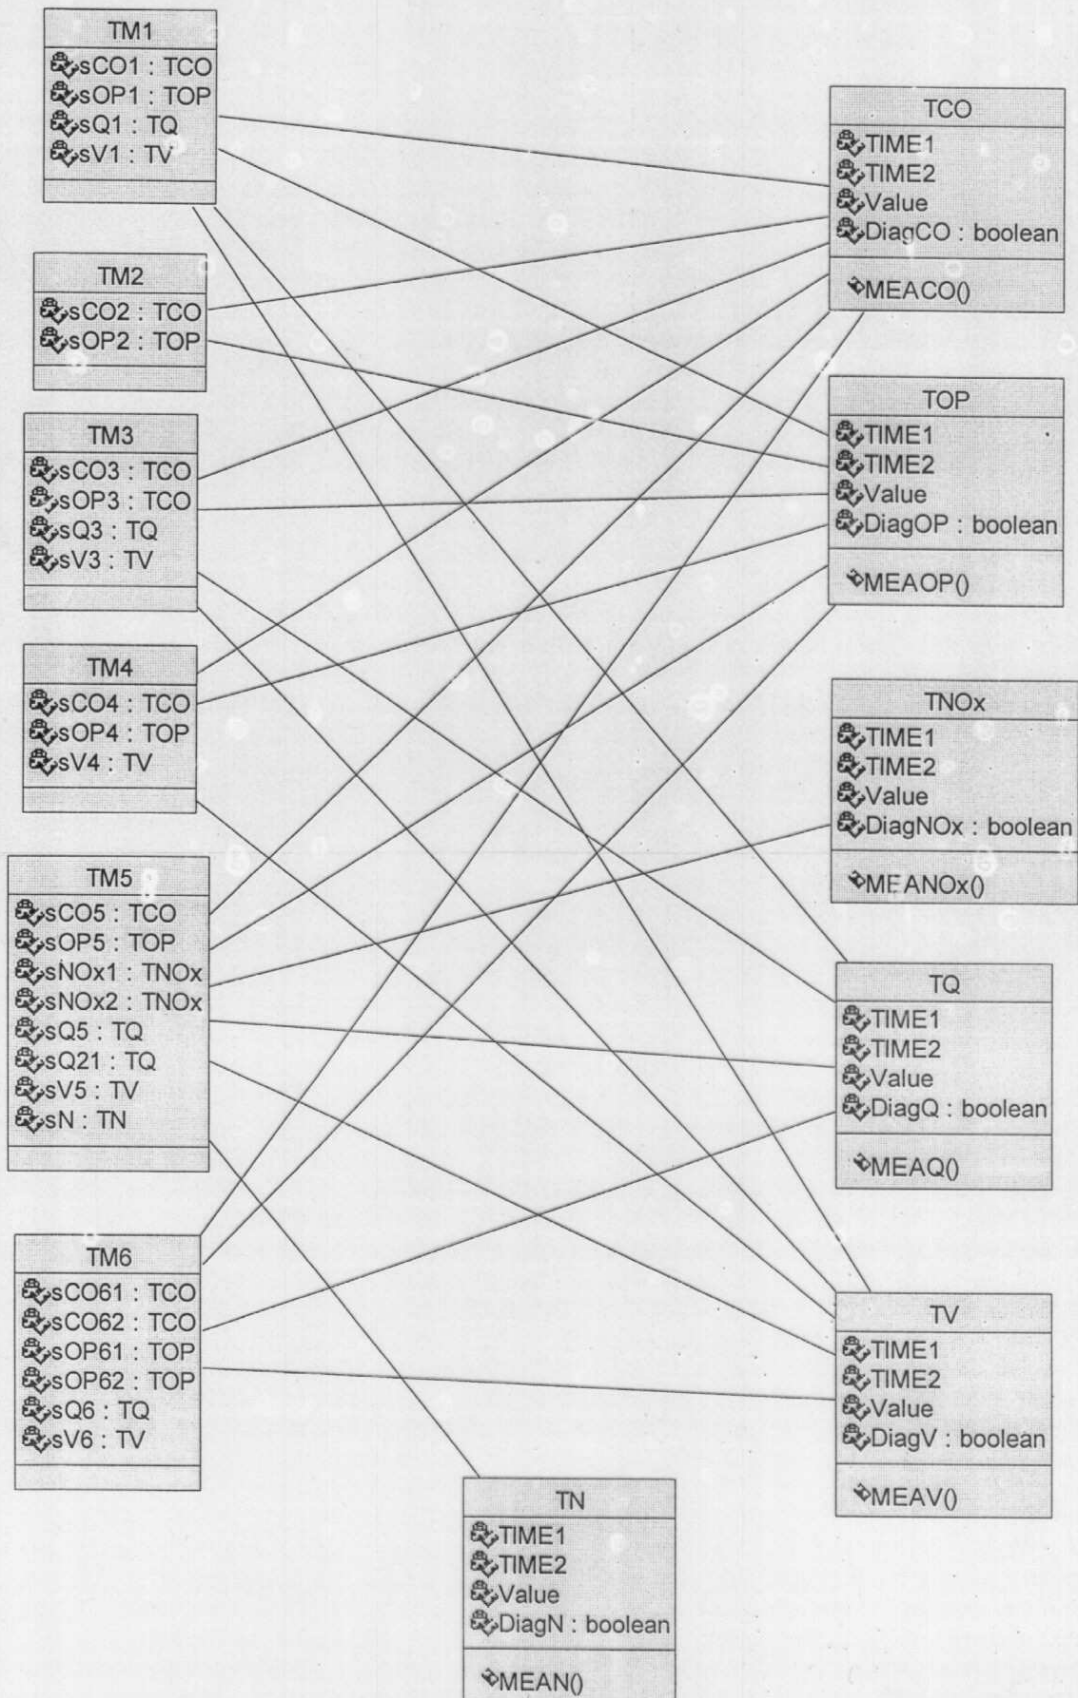 TM1
sCO1 : TCO
sOP1 : TOP
sQ1 : TQ
sV1 : TV
TM2
sCO2 : TCO
sOP2 : TOP
TM3
sCO3 : TCO
sOP3 : TCO
sQ3 : TQ
sV3 : TV
TM4
sCO4 : TCO
sOP4 : TOP
sV4 : TV
TM5
sCO5 : TCO
sOP5 : TOP
sNOx1 : TNOx
sNOx2 : TNOx
sQ5 : TQ
sQ21 : TQ
sV5 : TV
sN : TN
TM6
sCO61 : TCO
sCO62 : TCO
sOP61 : TOP
sOP62 : TOP
sQ6 : TQ
sV6 : TV
TCO
TIME1
TIME2
Value
DiagCO : boolean
MEACO()
TOP
TIME1
TIME2
Value
DiagOP : boolean
MEAOP()
TNOx
TIME1
TIME2
Value
DiagNOx : boolean
MEANOx()
TQ
TIME1
TIME2
Value
DiagQ : boolean
MEAQ()
TV
TIME1
TIME2
Value
DiagV : boolean
MEAV()
TN
TIME1
TIME2
Value
DiagN : boolean
MEAN()